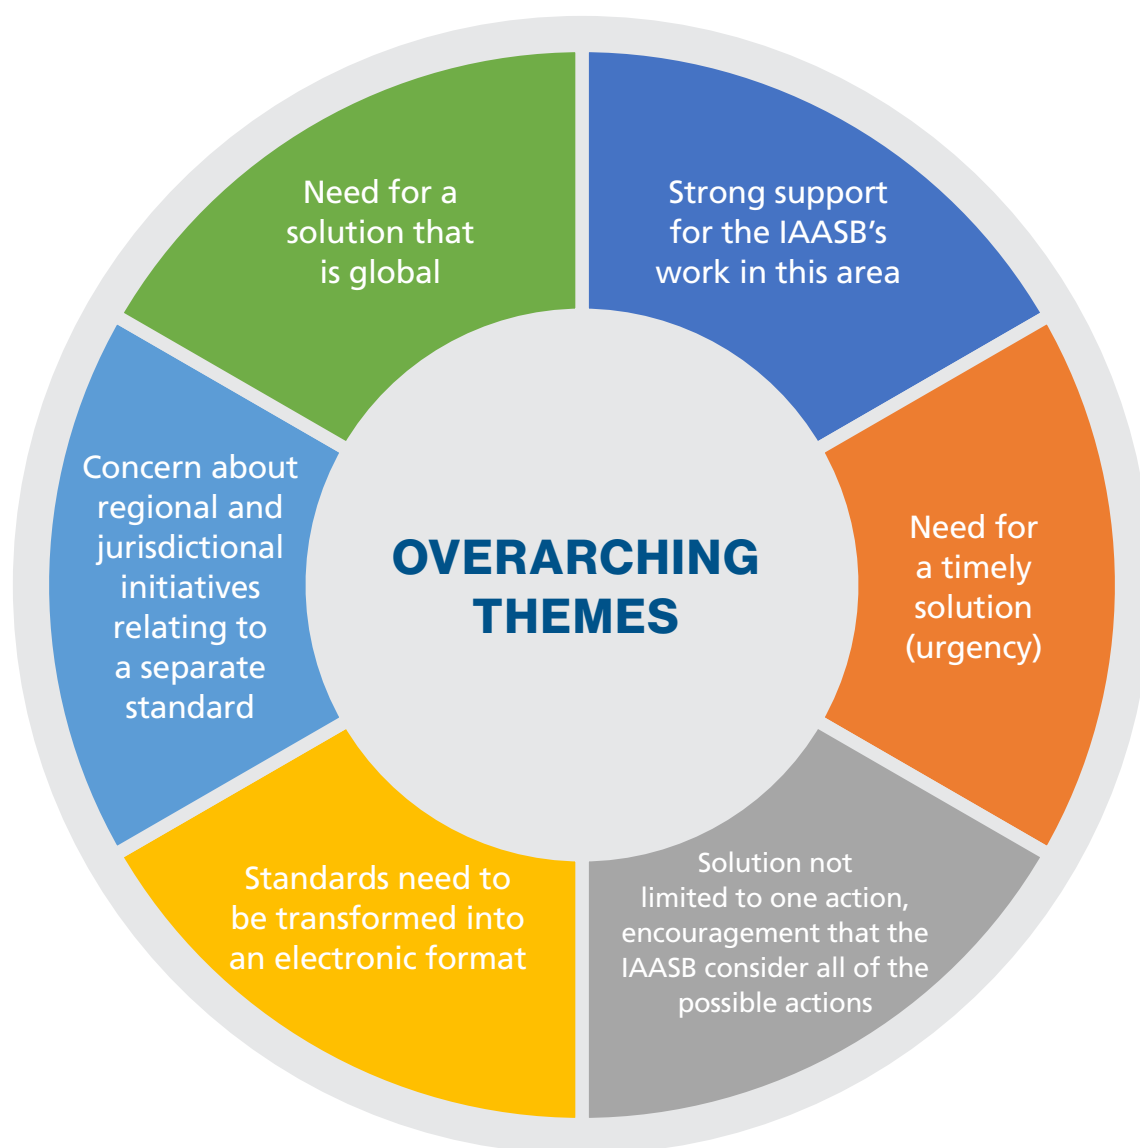 OVERARCHING
THEMES
Strong support
for the IAASB’s
work in this area
Need for
a timely
solution
(urgency)
Solution not
limited to one action,
encouragement that the
IAASB consider all of the
possible actions
Standards need to
be transformed into
an electronic format
Concern about
regional and
jurisdictional
initiatives
relating to
a separate
standard
Need for a
solution that
is global